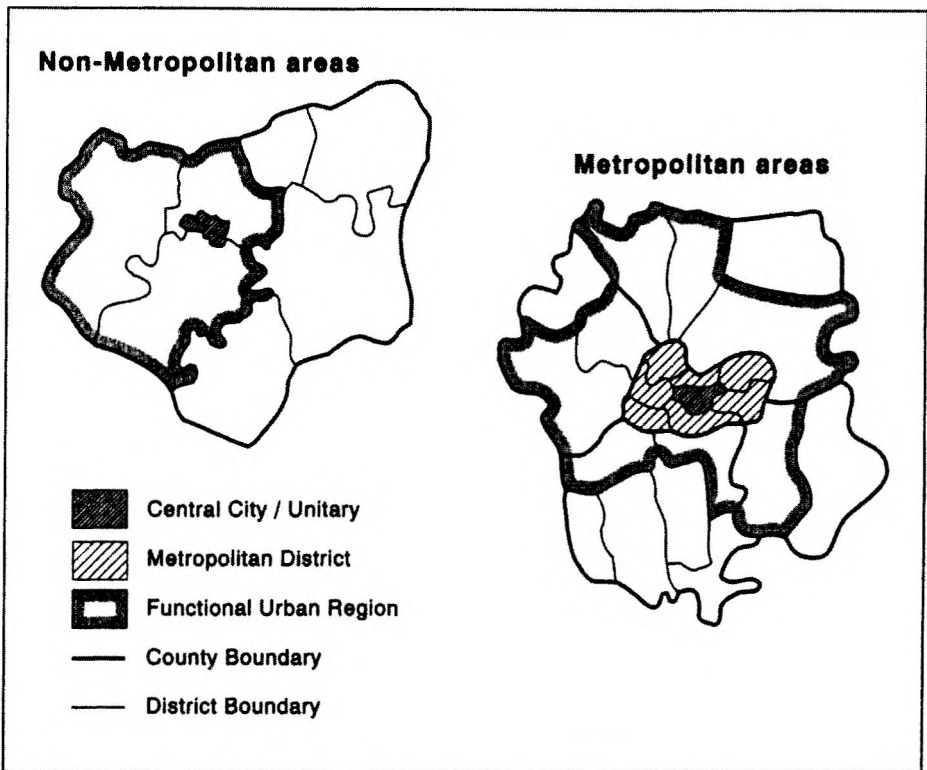 Non-Metropolitan areas
Metropolitan areas
Central City / Unitary
Metropolitan District
Functional Urban Region
County Boundary
District Boundary